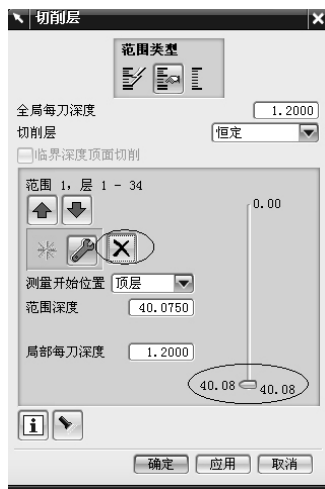 切削层
范围类型
全局每刀深度 1.2000
切削层 恒定
临界深度顶面切削
范围 1，层 1 - 34
0.00
测量开始位置 顶层
范围深度 40.0750
局部每刀深度 1.2000
40.08 40.08
确定 应用 取消